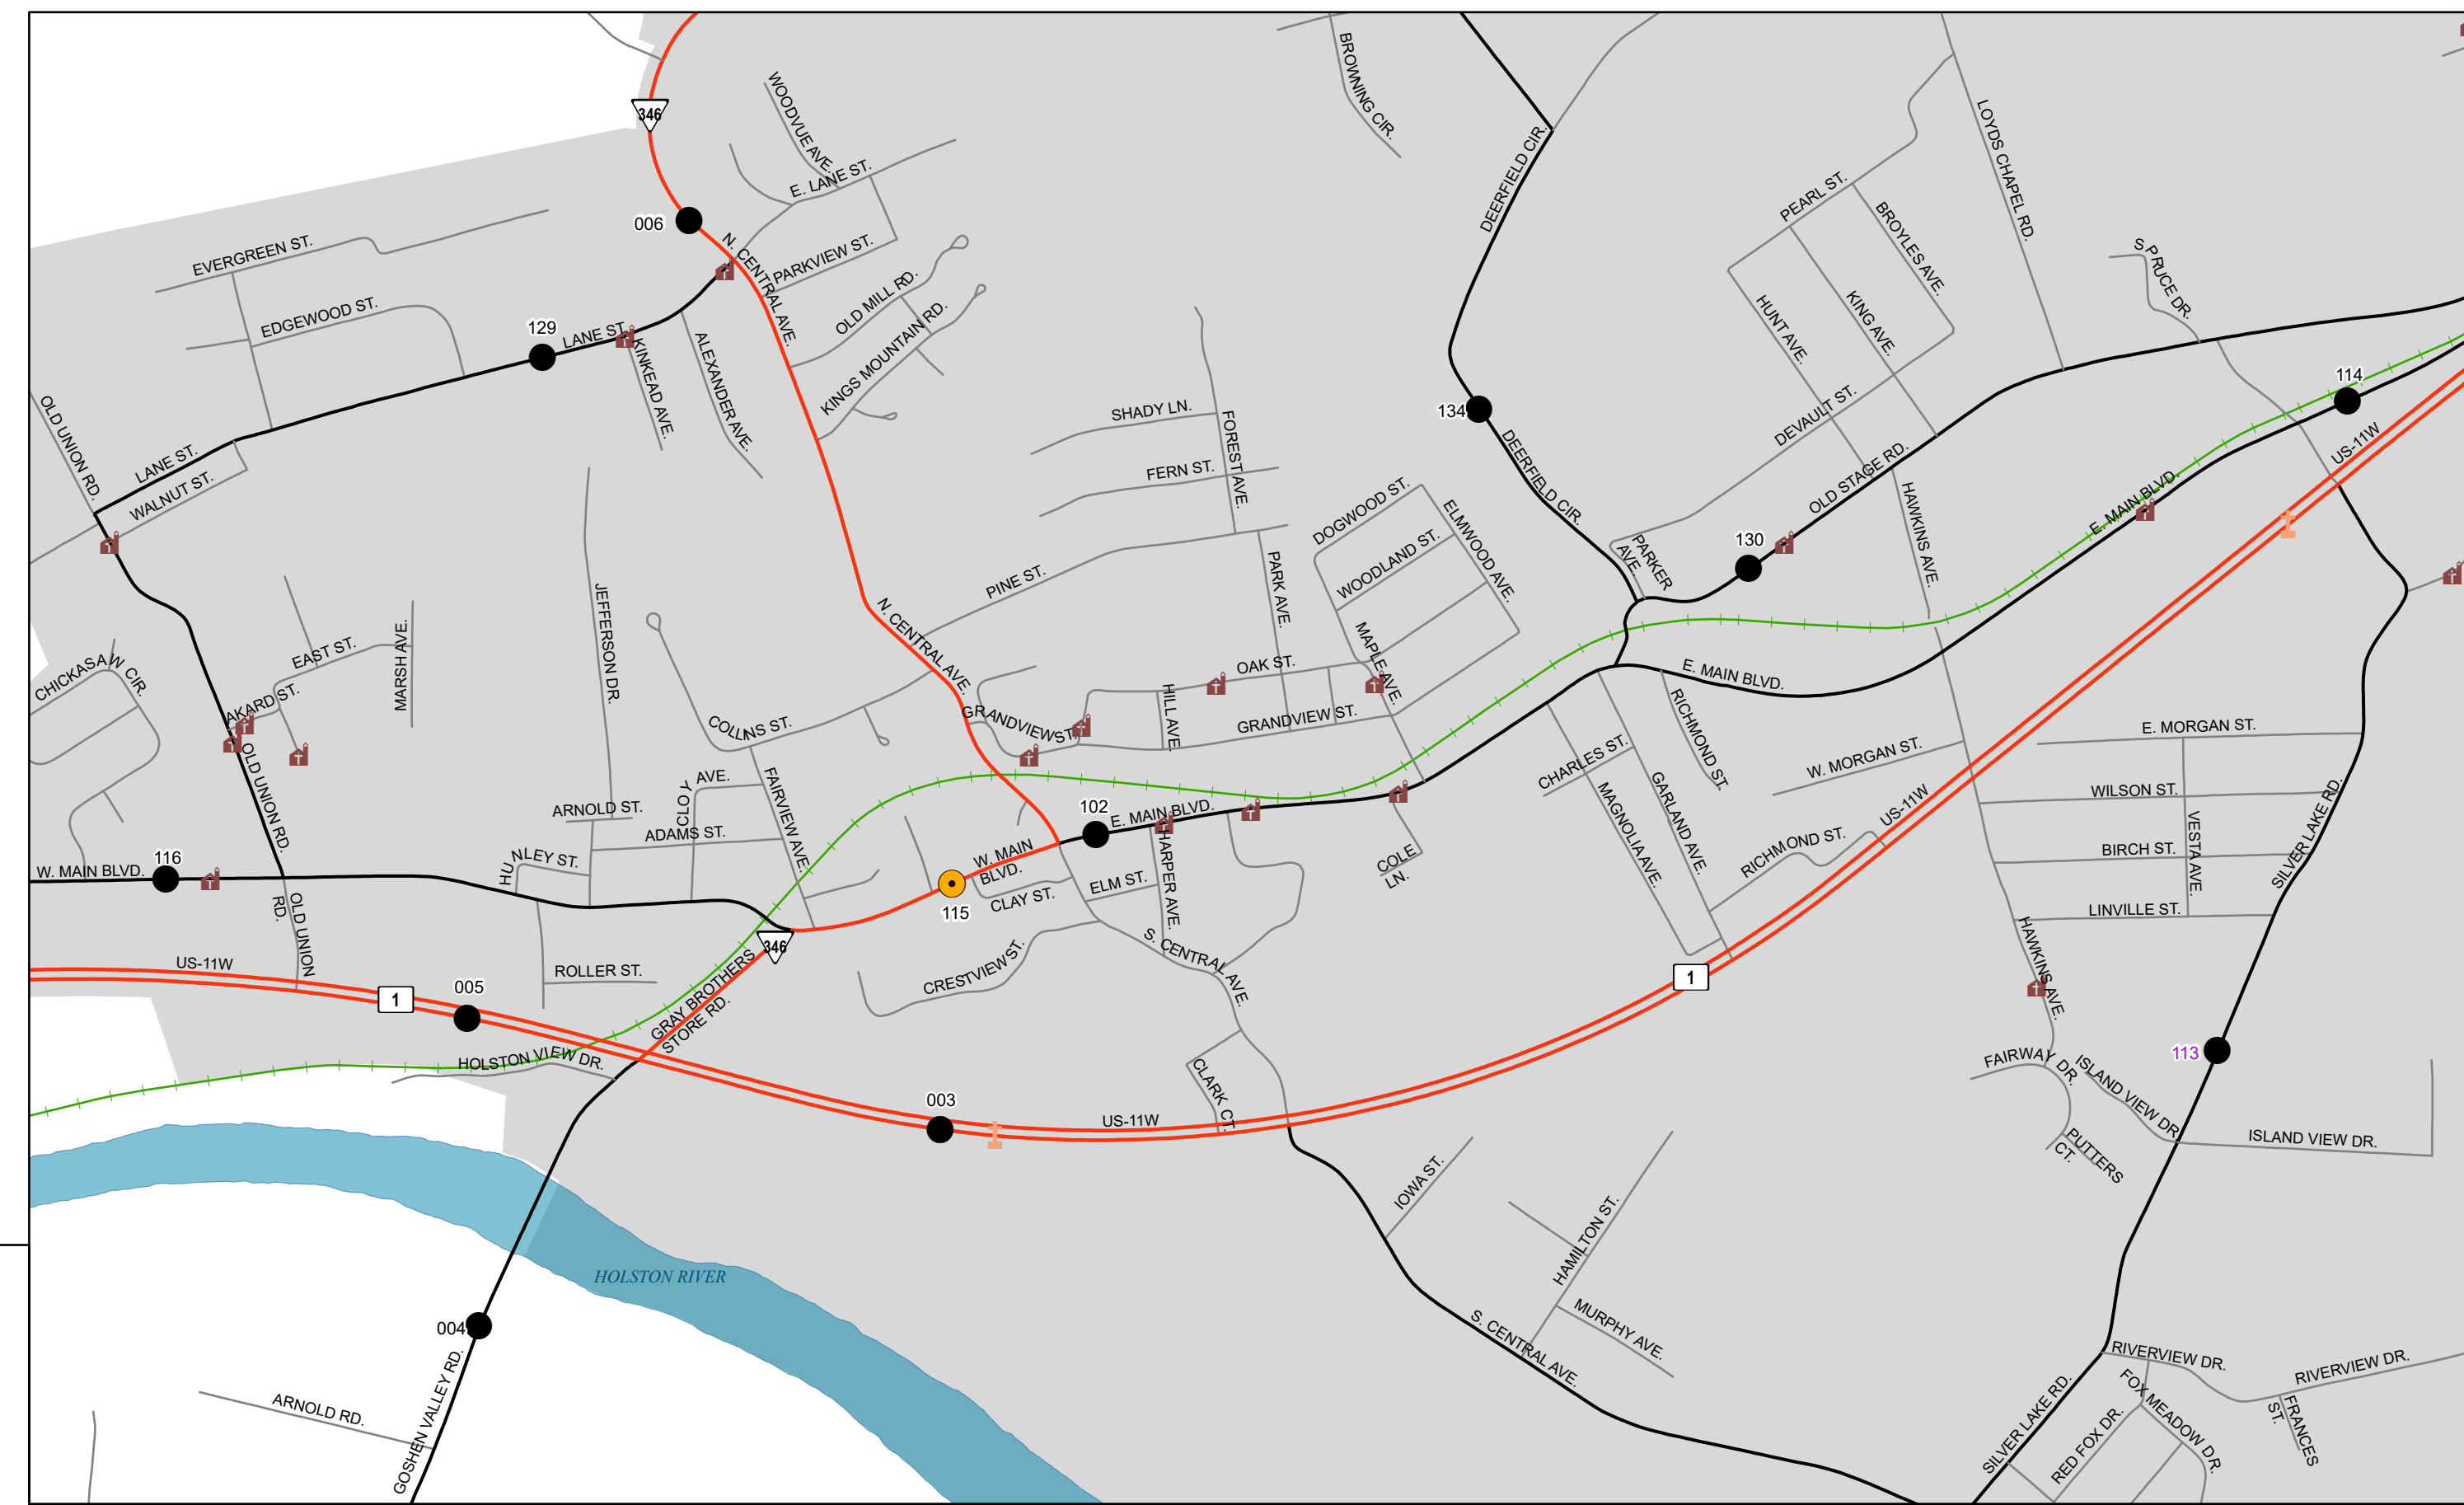 BROWNING CIR.
WOODVUE AVE.
346
E. LANE ST.
DEERFIELD CIR.
LOYDS CHAPEL RD.
PEARL ST.
BROYLES AVE.
006
N. CENTRAL AVE.
PARKVIEW ST.
EVERGREEN ST.
SPRUCE DR.
EDGEWOOD ST.
OLD MILL RD.
HUNT AVE.
KING AVE.
129
LANE ST.
KINKEAD AVE.
ALEXANDER AVE.
KINGS MOUNTAIN RD.
114
OLD UNION RD.
SHADY LN.
FOREST AVE.
134
DEVAULT ST.
US-11W
LANE ST.
WALNUT ST.
FERN ST.
DEERFIELD CIR.
OLD STAGE RD.
DOGWOOD ST.
ELMWOOD AVE.
HAWKINS AVE.
E. MAIN BLVD.
WOODLAND ST.
PARKER
AVE.
130
PINE ST.
PARK AVE.
JEFFERSON DR.
N. CENTRAL AVE.
MAPLE AVE.
EAST ST.
MARSH AVE.
OAK ST.
E. MAIN BLVD.
CHICKASAW CIR.
AKARD ST.
COLLINS ST.
GRANDVIEW ST.
HILL AVE.
GRANDVIEW ST.
RICHMOND ST.
E. MORGAN ST.
OLD UNION RD.
CHARLES ST.
W. MORGAN ST.
CLOY
AVE.
FAIRVIEW AVE.
MAGNOLIA AVE.
GARLAND AVE.
WILSON ST.
ARNOLD ST.
102
E. MAIN BLVD.
US-11W
VESTA AVE.
SILVER LAKE RD.
ADAMS ST.
HUNLEY ST.
W. MAIN
BLVD.
HARPER AVE.
COLE
LN.
RICHMOND ST.
BIRCH ST.
116
W. MAIN BLVD.
115
CLAY ST.
ELM ST.
LINVILLE ST.
OLD UNION
RD.
346
S. CENTRAL AVE.
HAWKINS AVE.
US-11W
ROLLER ST.
CRESTVIEW ST.
1
1
005
GRAY BROTHERS
STORE RD.
HOLSTON VIEW DR.
113
FAIRWAY DR.
ISLAND VIEW DR.
003
US-11W
CLARK CT.
PUTTERS
CT.
ISLAND VIEW DR.
IOWA ST.
HAMILTON ST.
HOLSTON RIVER
004
MURPHY AVE.
S. CENTRAL AVE.
GOSHEN VALLEY RD.
ARNOLD RD.
RIVERVIEW DR.
RIVERVIEW DR.
SILVER LAKE RD.
RED FOX DR.
FOX MEADOW DR.
FRANCES
ST.